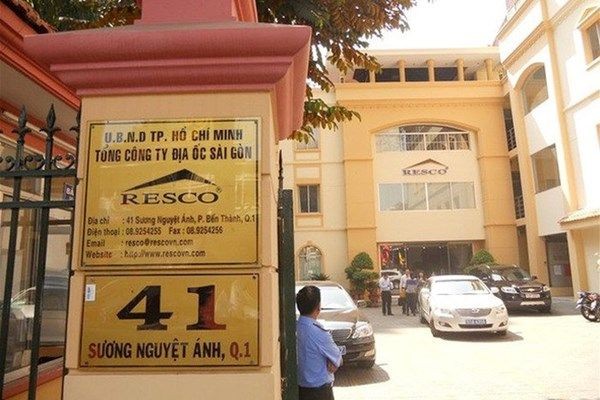 U.B.N.D TP. HỒ CHÍ MINH
TỔNG CÔNG TY ĐỊA ỐC SÀI GÒN
RESCO®
Địa chỉ : 41 Sương Nguyệt Ánh, P. Bến Thành, Q.1
Điện thoại : 08.9254255 Fax : 08.9254256
Email : resco@rescovn.com
Website : http://www.rescovn.com
41
SƯƠNG NGUYỆT ÁNH, Q.1
RESCO